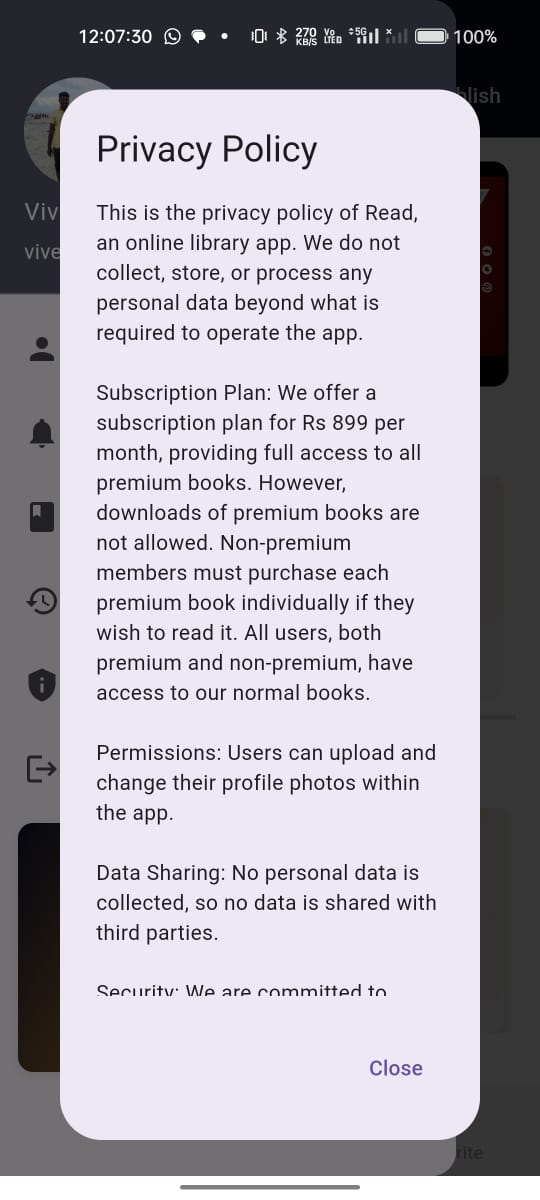 12:07:30
270 KB/S
Vo LTE
5G
100%
blish
Privacy Policy
Viv
vive
This is the privacy policy of Read,
an online library app. We do not
collect, store, or process any
personal data beyond what is
required to operate the app.
Subscription Plan: We offer a
subscription plan for Rs 899 per
month, providing full access to all
premium books. However,
downloads of premium books are
not allowed. Non-premium
members must purchase each
premium book individually if they
wish to read it. All users, both
premium and non-premium, have
access to our normal books.
Permissions: Users can upload and
change their profile photos within
the app.
Data Sharing: No personal data is
collected, so no data is shared with
third parties.
Security: We are committed to
Close
rite